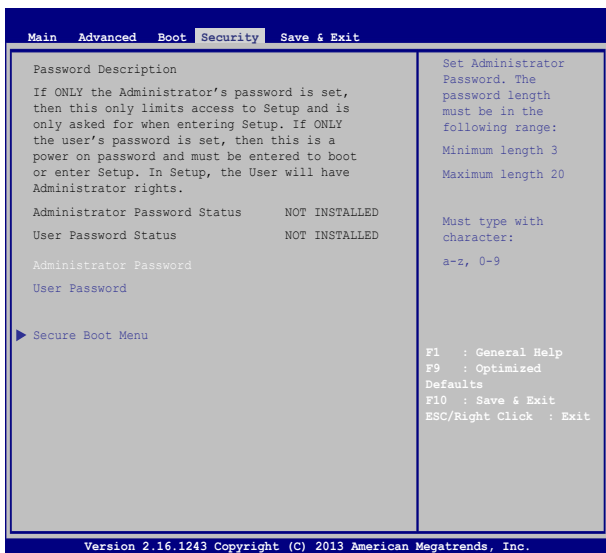 Main Advanced Boot Security Save & Exit
Password Description
If ONLY the Administrator's password is set,
then this only limits access to Setup and is
only asked for when entering Setup. If ONLY
the user's password is set, then this is a
power on password and must be entered to boot
or enter Setup. In Setup, the User will have
Administrator rights.
Administrator Password Status NOT INSTALLED
User Password Status NOT INSTALLED
Administrator Password
User Password
Secure Boot Menu
Set Administrator
Password. The
password length
must be in the
following range:
Minimum length 3
Maximum length 20
Must type with
character:
a-z, 0-9
F1 : General Help
F9 : Optimized
Defaults
F10 : Save & Exit
ESC/Right Click : Exit
Version 2.16.1243 Copyright (C) 2013 American Megatrends, Inc.